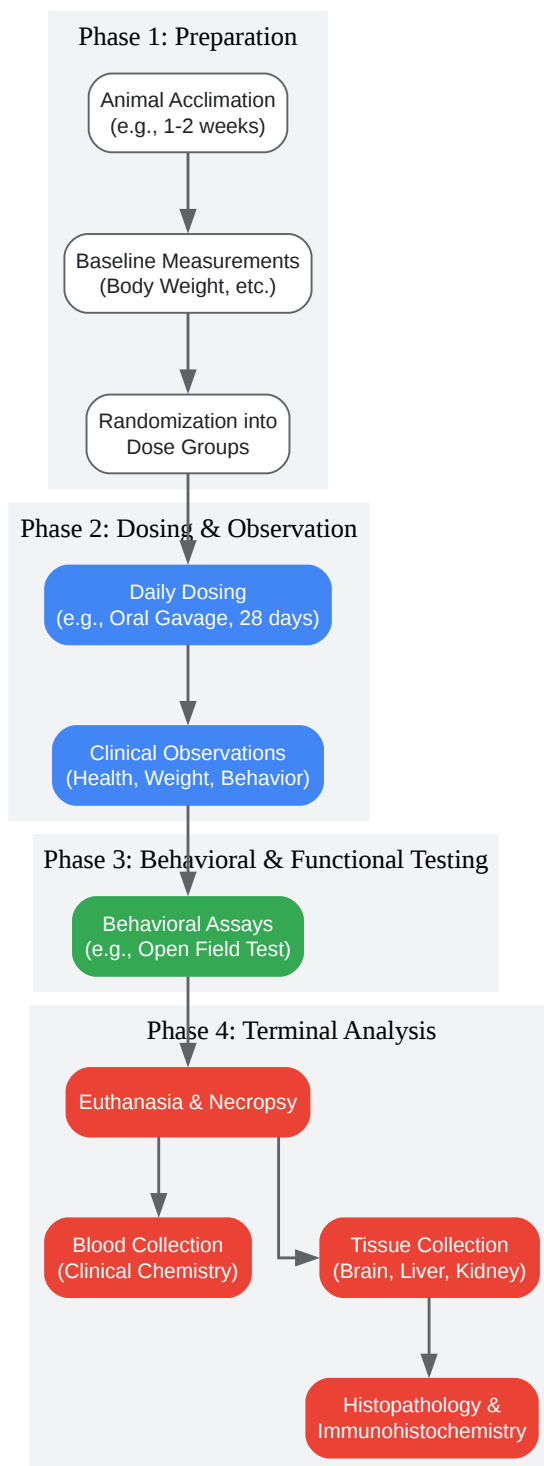 Phase 1: Preparation
Animal Acclimation
(e.g., 1-2 weeks)
Baseline Measurements
(Body Weight, etc.)
Randomization into
Dose Groups
Phase 2: Dosing & Observation
Daily Dosing
(e.g., Oral Gavage, 28 days)
Clinical Observations
(Health, Weight, Behavior)
Phase 3: Behavioral & Functional Testing
Behavioral Assays
(e.g., Open Field Test)
Phase 4: Terminal Analysis
Euthanasia & Necropsy
Blood Collection
(Clinical Chemistry)
Tissue Collection
(Brain, Liver, Kidney)
Histopathology &
Immunohistochemistry